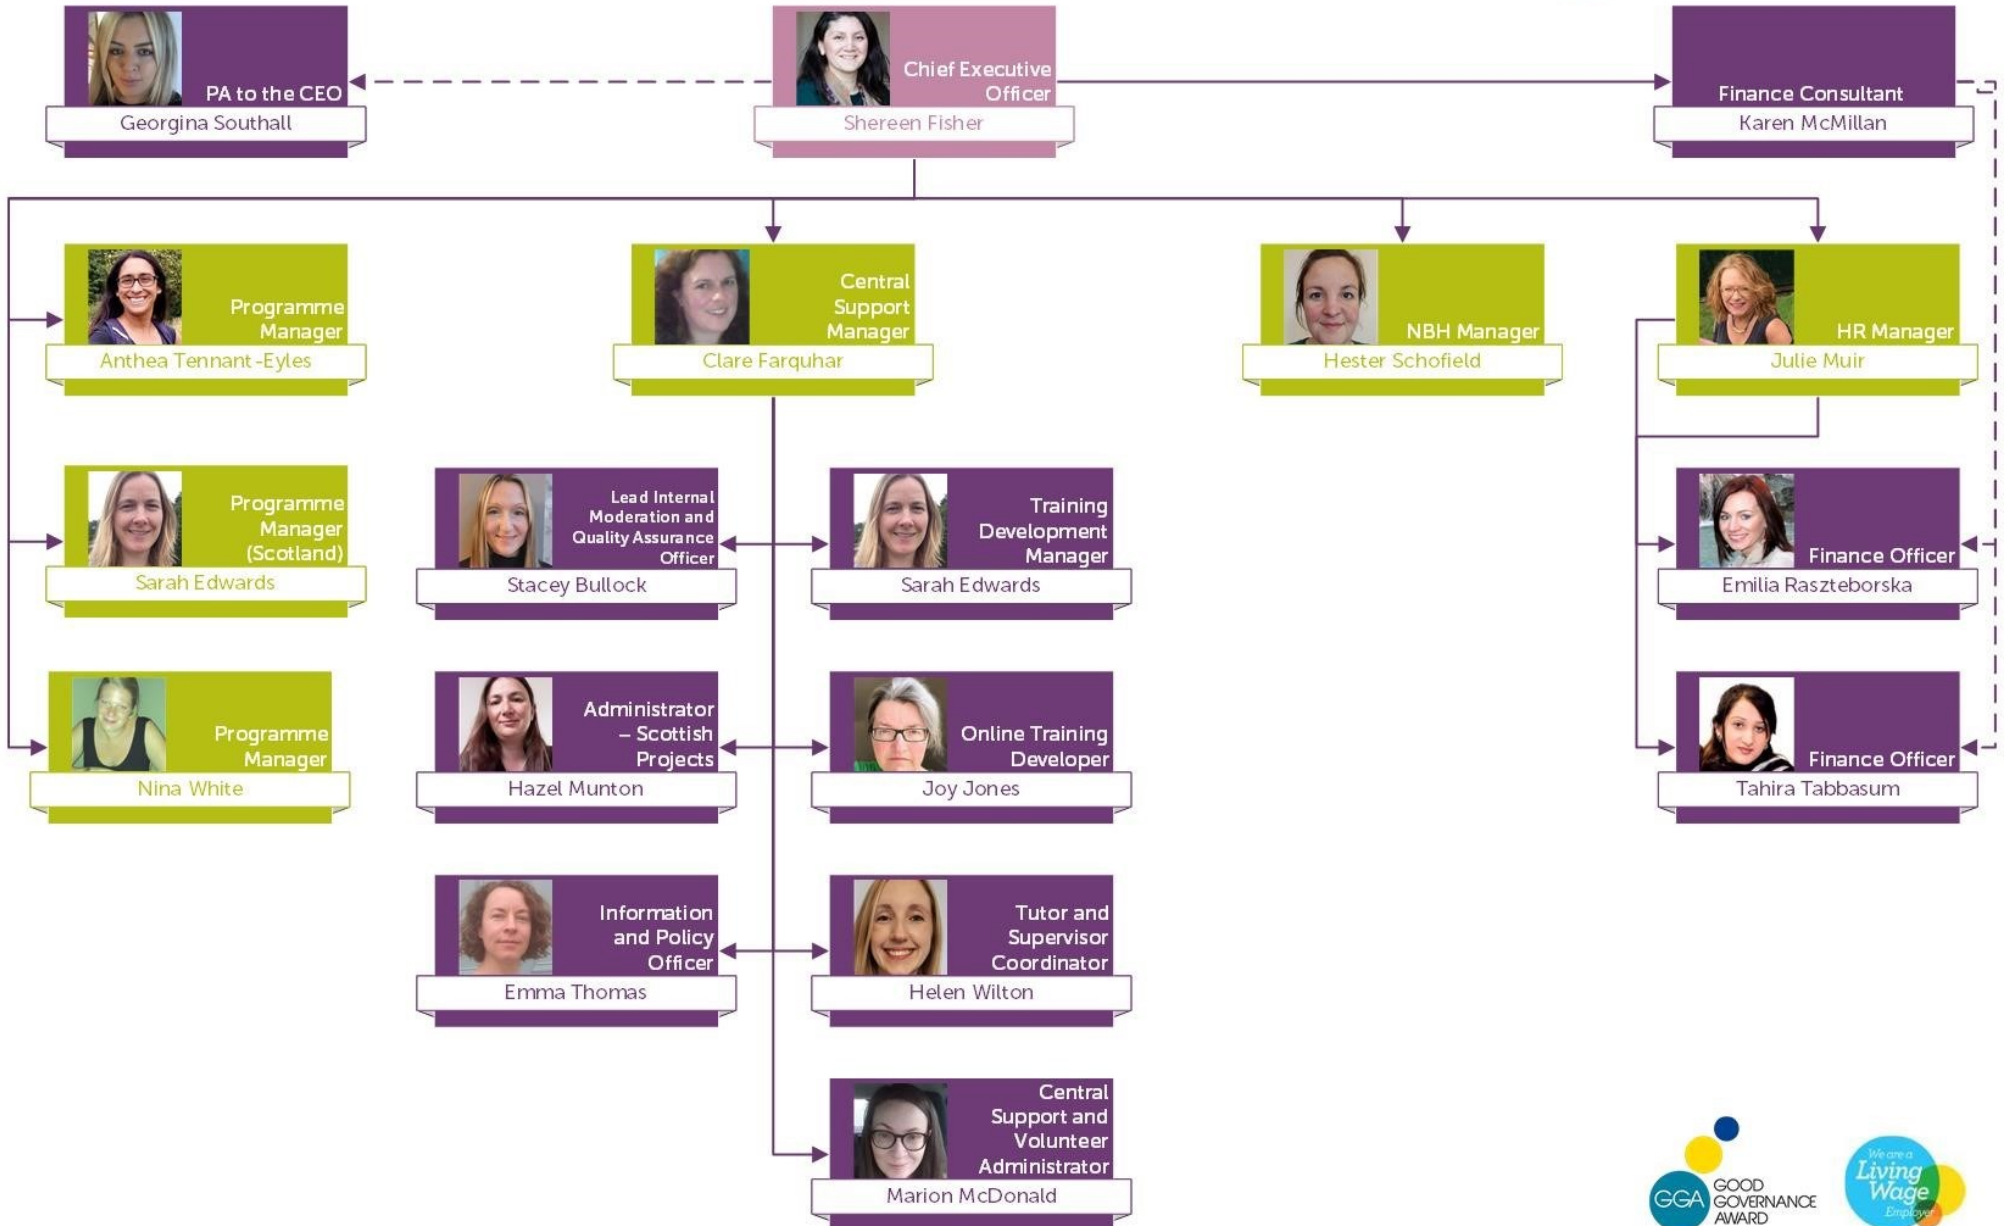 PA to the CEO
Georgina Southall
Chief Executive
Officer
Shereen Fisher
Finance Consultant
Karen McMillan
Programme
Manager
Anthea Tennant-Eyles
Central
Support
Manager
Clare Farquhar
NBH Manager
Hester Schofield
HR Manager
Julie Muir
Programme
Manager
(Scotland)
Sarah Edwards
Lead Internal
Moderation and
Quality Assurance
Officer
Stacey Bullock
Training
Development
Manager
Sarah Edwards
Finance Officer
Emilia Raszteborska
Programme
Manager
Nina White
Administrator
– Scottish
Projects
Hazel Munton
Online Training
Developer
Joy Jones
Finance Officer
Tahira Tabbasum
Information
and Policy
Officer
Emma Thomas
Tutor and
Supervisor
Coordinator
Helen Wilton
Central
Support and
Volunteer
Administrator
Marion McDonald
GGA
GOOD
GOVERNANCE
AWARD
We are a
Living
Wage
Employer